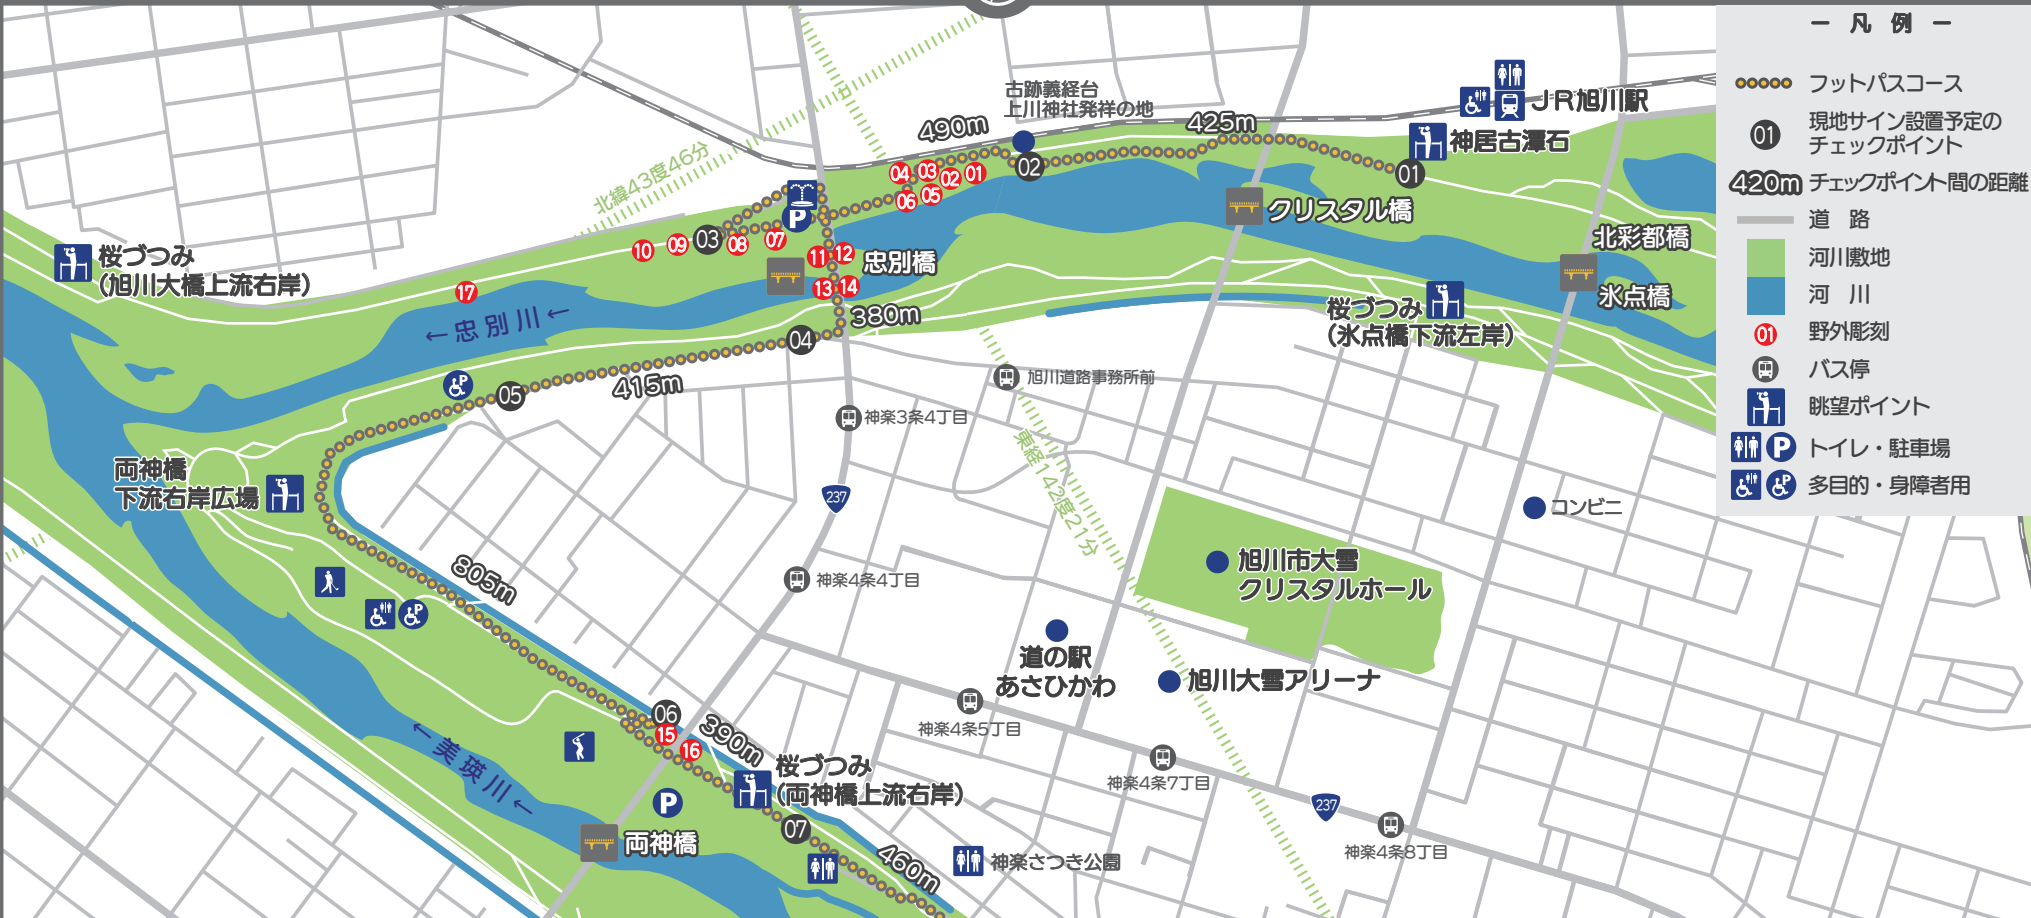 古跡義経台
上川神社発祥の地
490m
425m
JR旭川駅
神居古潭石
04
03
02
01
06
05
02
01
北緯43度46分
P
クリスタル橋
北彩都橋
桜づつみ
(旭川大橋上流右岸)
10
09
03
08
07
11
12
忠別橋
13
14
17
氷点橋
桜づつみ
(氷点橋下流左岸)
←忠別川←
380m
04
415m
05
P
旭川道路事務所前
神楽3条4丁目
東経142度21分
両神橋
下流右岸広場
237
コンビニ
旭川市大雪
クリスタルホール
神楽4条4丁目
805m
P
道の駅
あさひかわ
旭川大雪アリーナ
06
15
16
390m
神楽4条5丁目
←美瑛川←
桜づつみ
(両神橋上流右岸)
神楽4条7丁目
237
P
07
両神橋
460m
神楽さつき公園
神楽4条8丁目
ー 凡 例 ー
フットパスコース
01
現地サイン設置予定の
チェックポイント
420m
チェックポイント間の距離
道 路
河川敷地
河 川
01
野外彫刻
バス停
眺望ポイント
P
トイレ・駐車場
P
多目的・身障者用